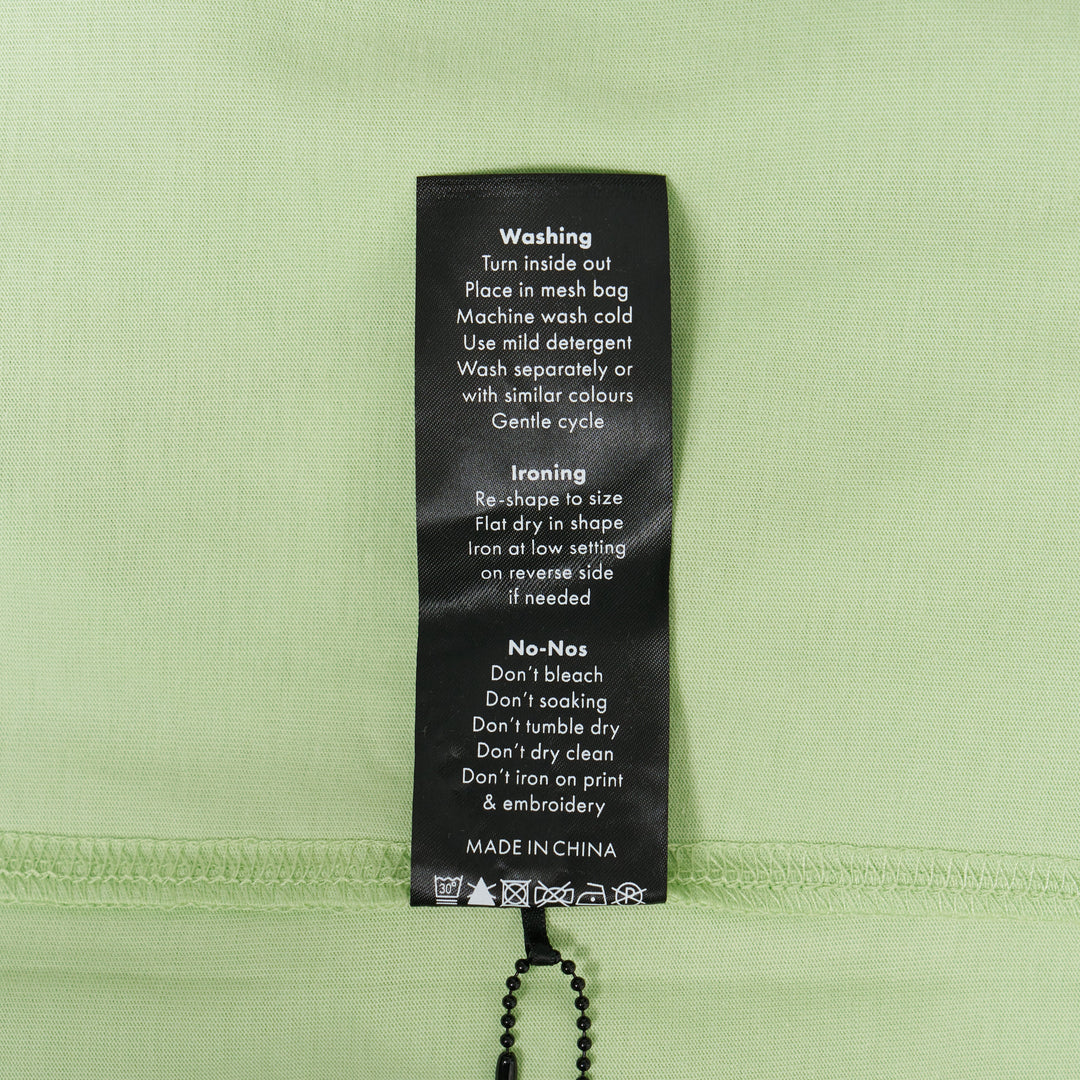 Washing
Turn inside out
Place in mesh bag
Machine wash cold
Use mild detergent
Wash separately or
with similar colours
Gentle cycle
Ironing
Re-shape to size
Flat dry in shape
Iron at low setting
on reverse side
if needed
No-Nos
Don't bleach
Don't soaking
Don't tumble dry
Don't dry clean
Don't iron on print
& embroidery
MADE IN CHINA
30° P